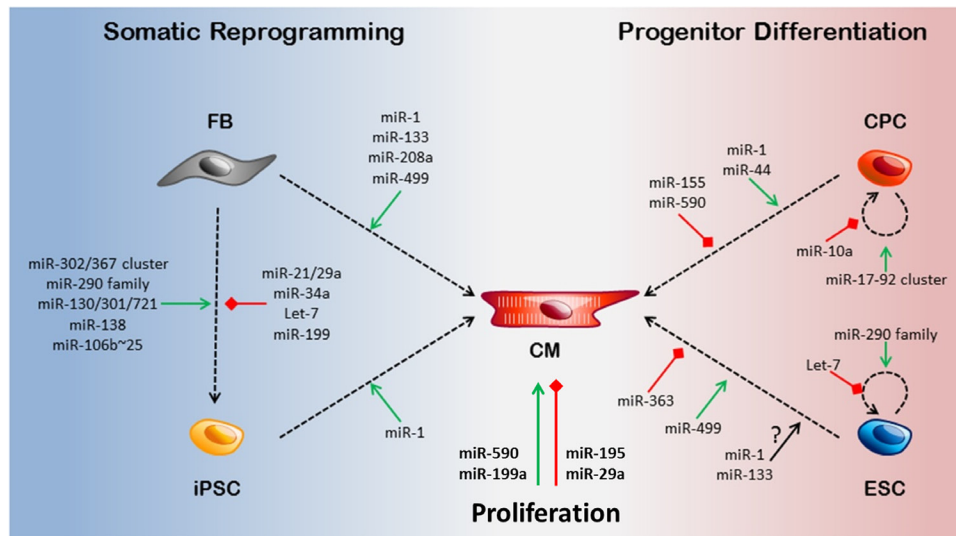 Somatic Reprogramming
Progenitor Differentiation
FB
miR-1
miR-133
miR-208a
miR-499
miR-302/367 cluster
miR-290 family
miR-130/301/721
miR-138
miR-106b~25
miR-21/29a
miR-34a
Let-7
miR-199
iPSC
miR-1
CM
miR-590
miR-199a
miR-195
miR-29a
Proliferation
CPC
miR-1
miR-44
miR-155
miR-590
miR-10a
miR-17-92 cluster
miR-290 family
Let-7
miR-363
miR-499
?
miR-1
miR-133
ESC